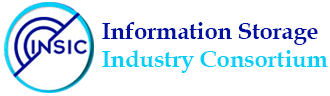 INSIC
Information Storage
Industry Consortium